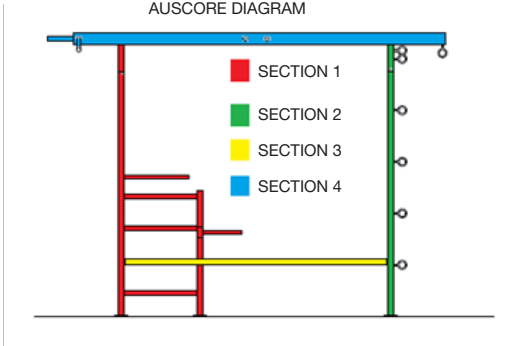 AUSCORE DIAGRAM
SECTION 1
SECTION 2
SECTION 3
SECTION 4